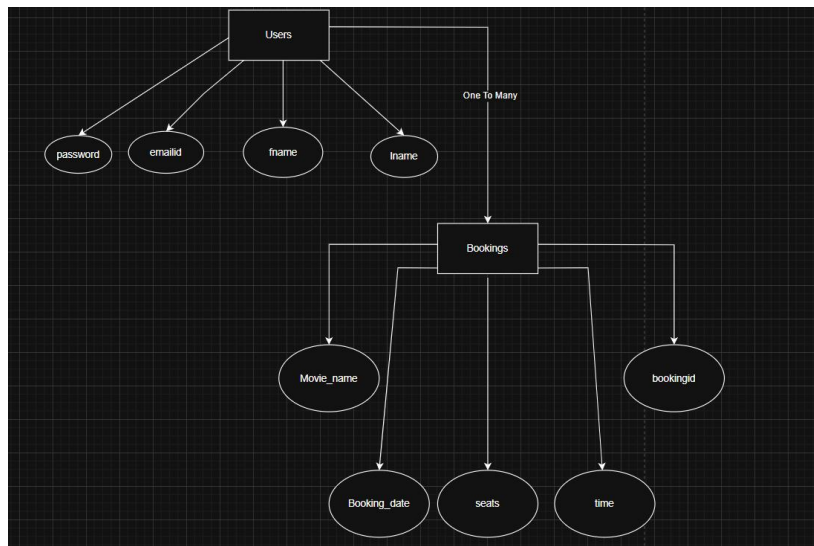 Users
One To Many
password
emailid
fname
lname
Bookings
Movie_name
bookingid
Booking_date
seats
time